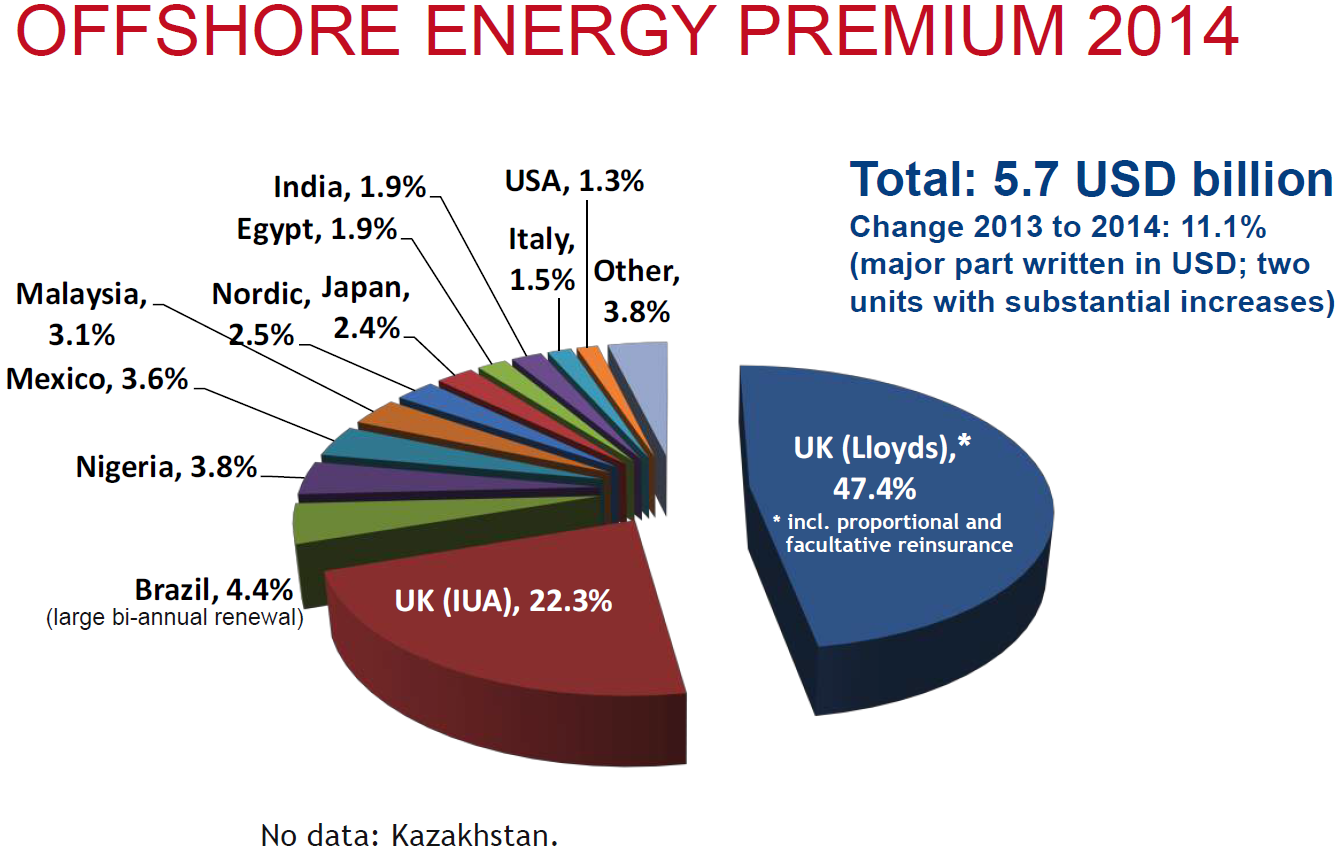 OFFSHORE ENERGY PREMIUM 2014
Total: 5.7 USD billion
Change 2013 to 2014: 11.1%
(major part written in USD; two
units with substantial increases)
India, 1.9%
USA, 1.3%
Egypt, 1.9%
Italy,
1.5%
Other,
3.8%
Malaysia,
3.1%
Nordic,
2.5%
Japan,
2.4%
Mexico, 3.6%
Nigeria, 3.8%
UK (Lloyds),*
47.4%
* incl. proportional and
facultative reinsurance
Brazil, 4.4%
(large bi-annual renewal)
UK (IUA), 22.3%
No data: Kazakhstan.